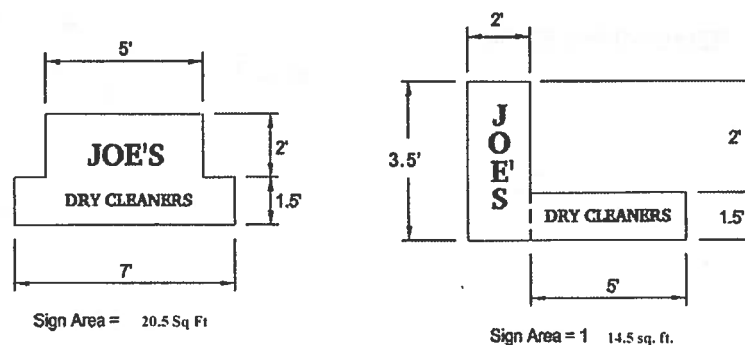 5'
JOE'S
DRY CLEANERS
2'
1.5'
7'
Sign Area = 20.5 Sq Ft
2'
3.5'
JOE'S
DRY CLEANERS
2'
1.5'
5'
Sign Area = 1 14.5 sq. ft.